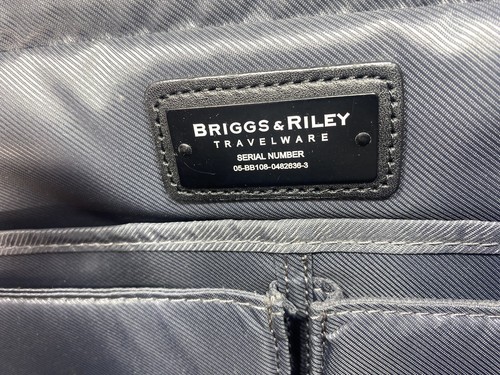 BRIGGS & RILEY
TRAVELWARE
SERIAL NUMBER
05-BB108-0482636-3